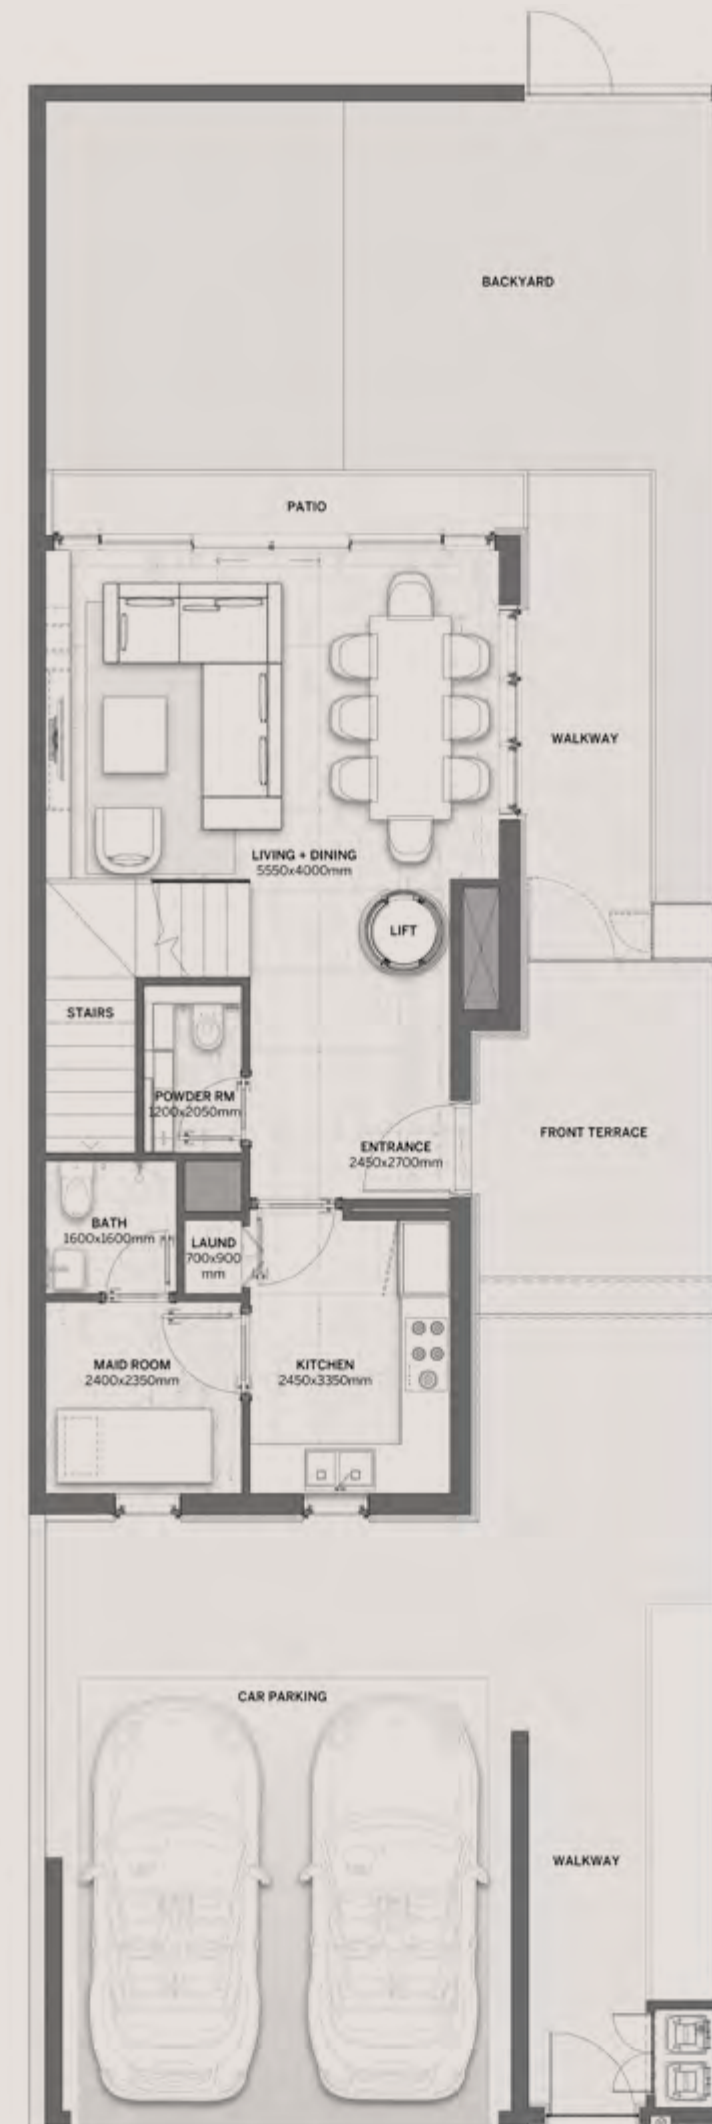 BACKYARD
PATIO
WALKWAY
LIVING + DINING
5550x4000mm
LIFT
STAIRS
POWDER RM
1200x2050mm
FRONT TERRACE
ENTRANCE
2450x2700mm
BATH
1600x1600mm
LAUND
700x900
mm
MAID ROOM
2400x2350mm
KITCHEN
2450x3350mm
CAR PARKING
WALKWAY